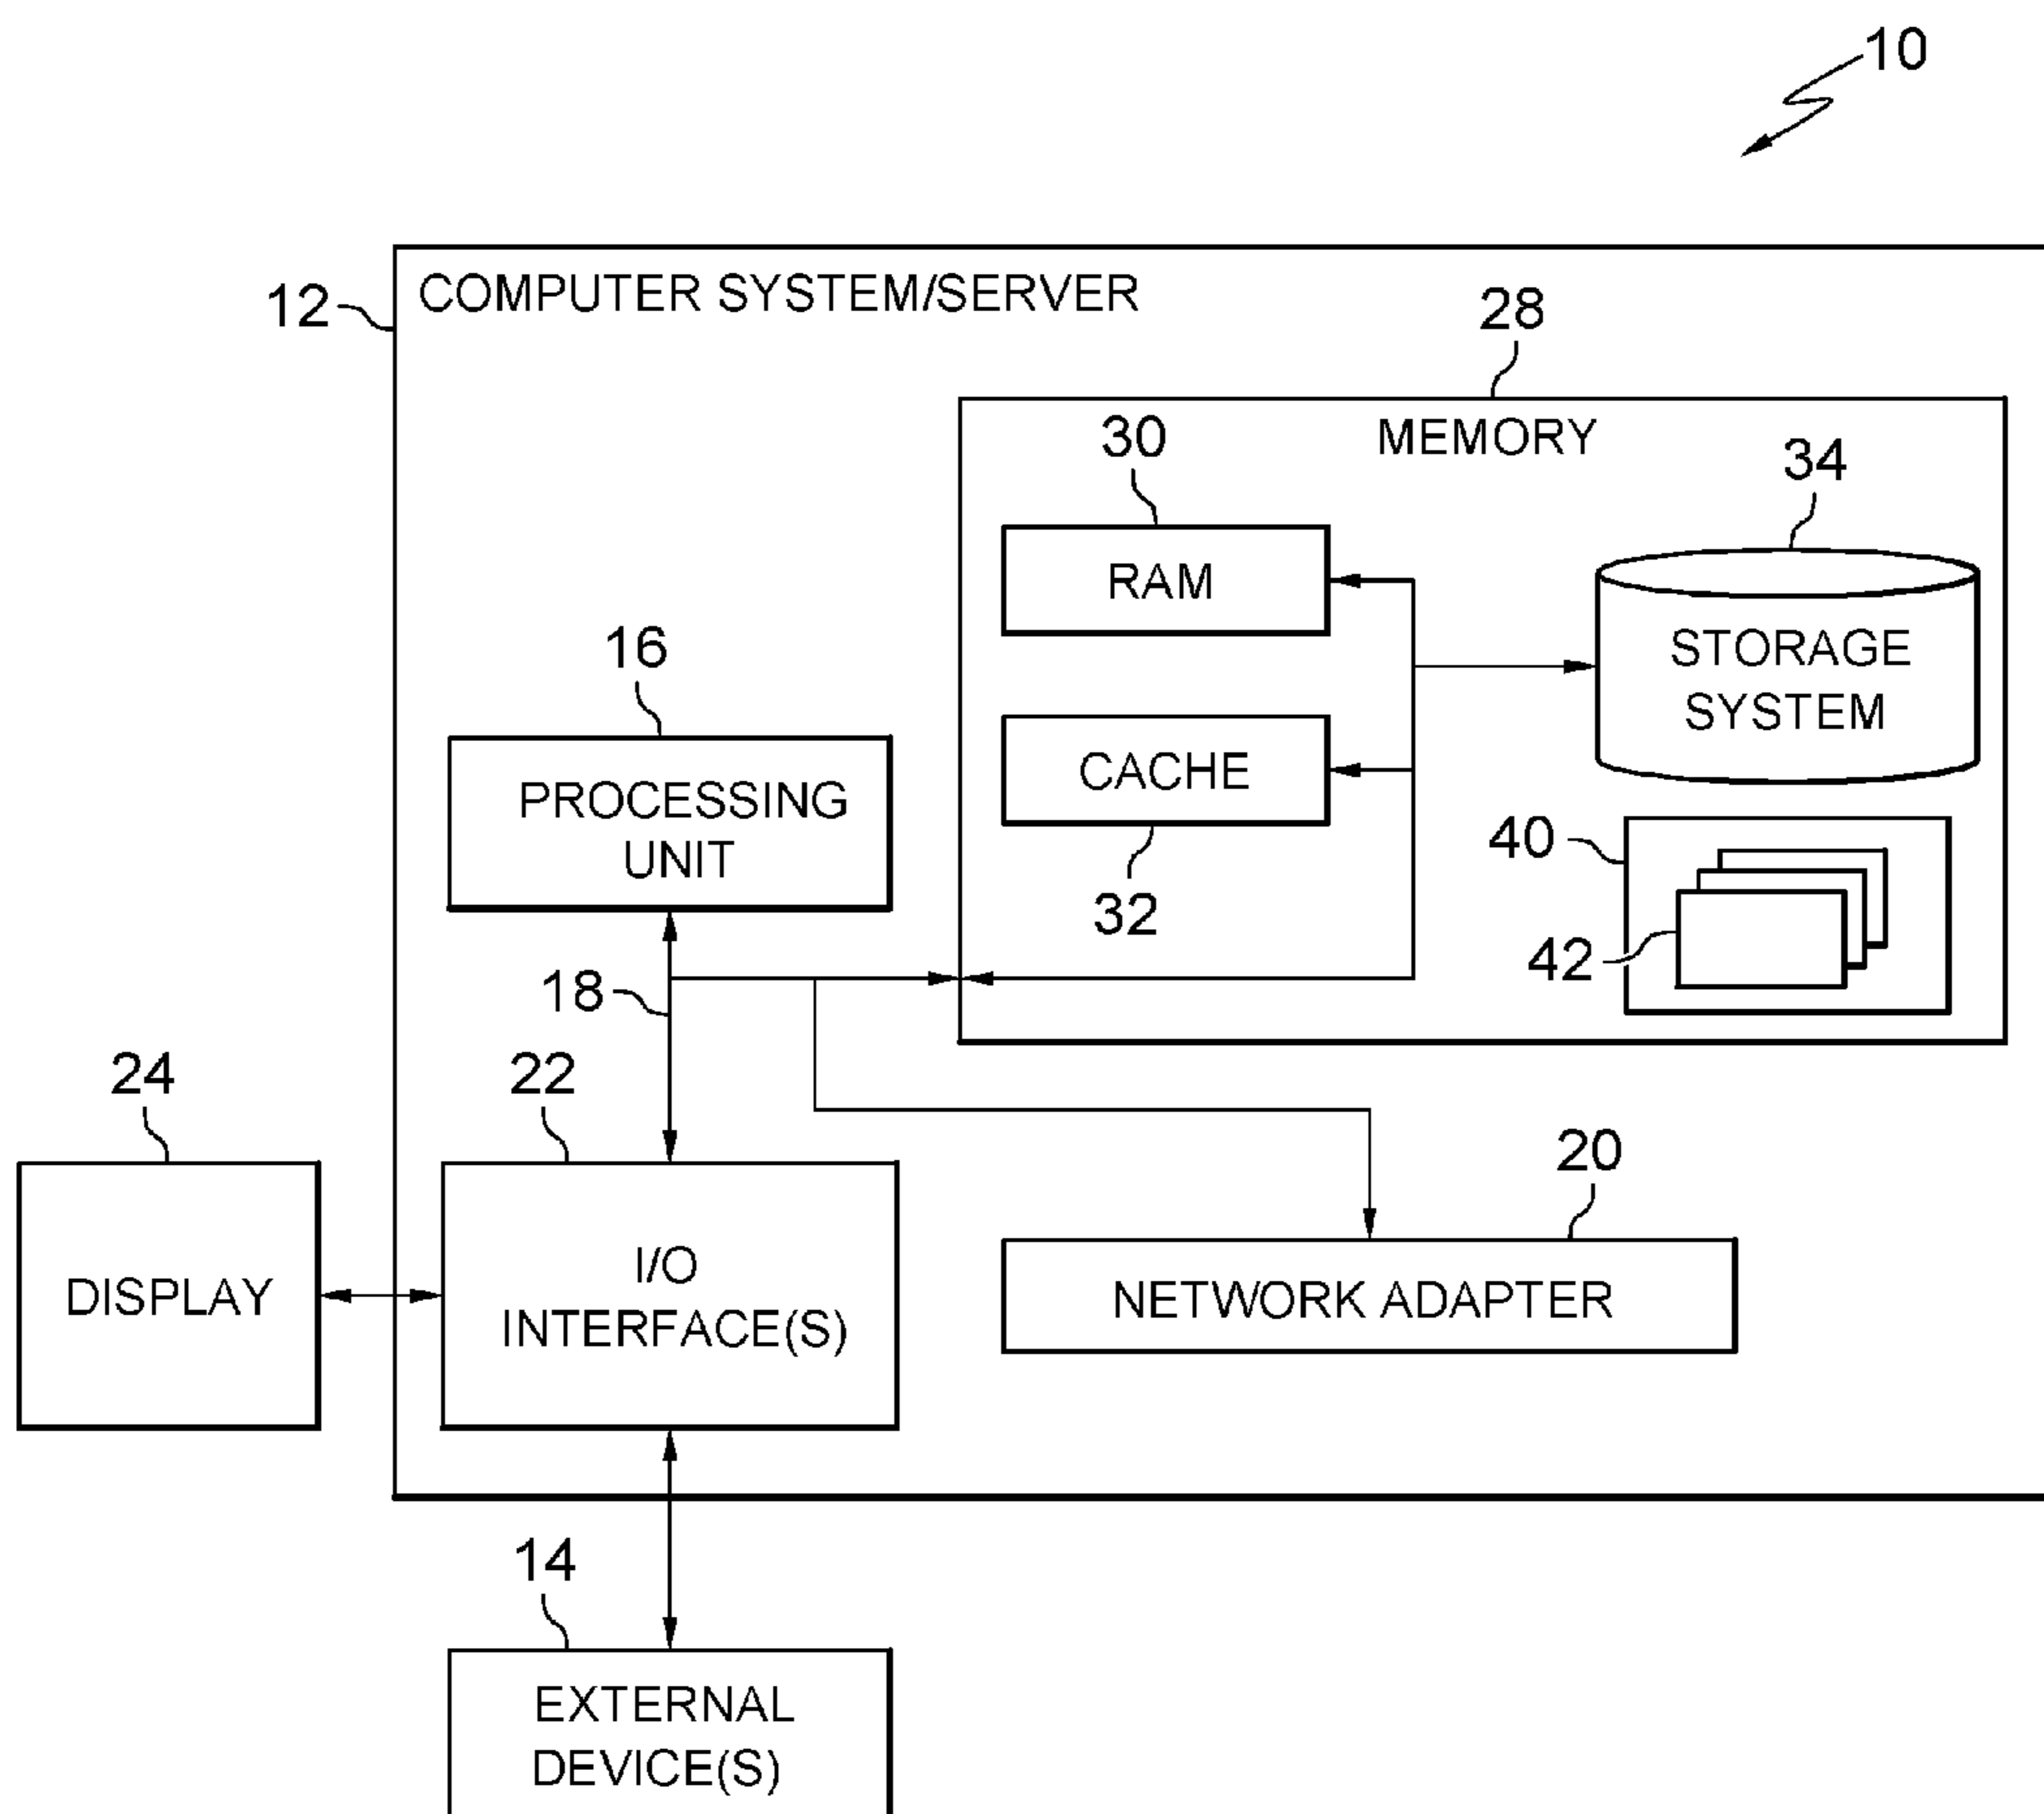 10
12
COMPUTER SYSTEM/SERVER
28
MEMORY
30
34
RAM
STORAGE
SYSTEM
16
PROCESSING
UNIT
CACHE
32
40
42
18
24
22
20
DISPLAY
I/O
INTERFACE(S)
NETWORK ADAPTER
14
EXTERNAL
DEVICE(S)